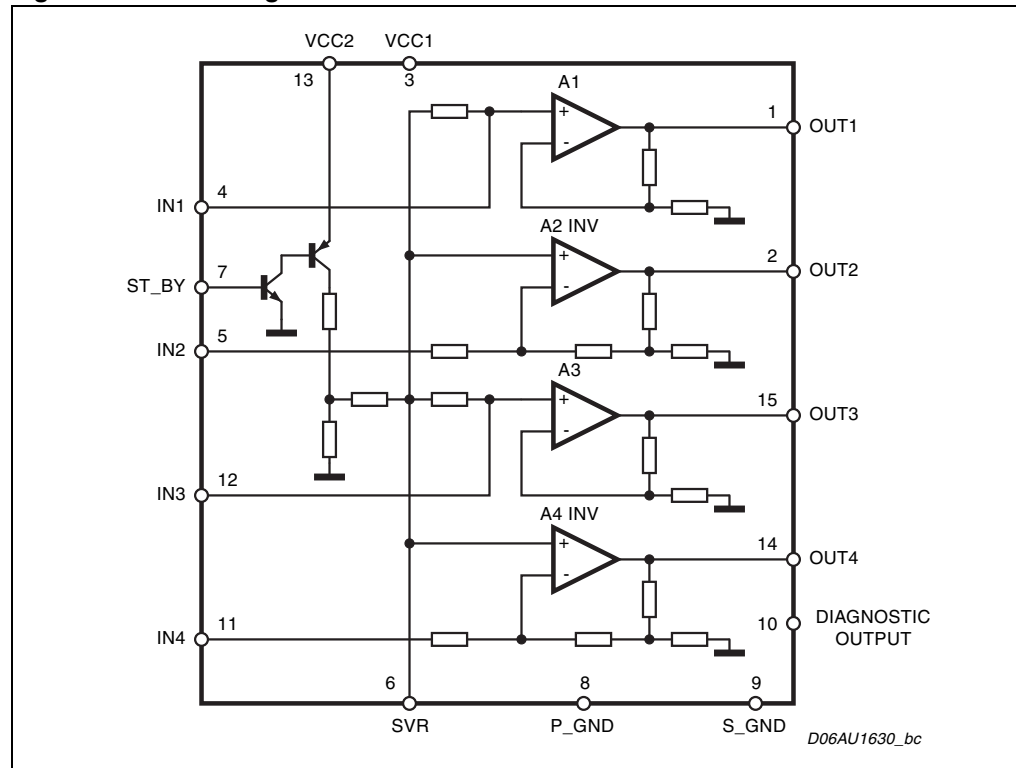 VCC2 VCC1
13 3
A1
+
-
1 OUT1
4
IN1
A2 INV
+
-
2 OUT2
7
ST_BY
5
IN2
A3
+
-
15 OUT3
12
IN3
A4 INV
+
-
14 OUT4
11
IN4
10 DIAGNOSTIC
OUTPUT
6 8 9
SVR P_GND S_GND
D06AU1630_bc